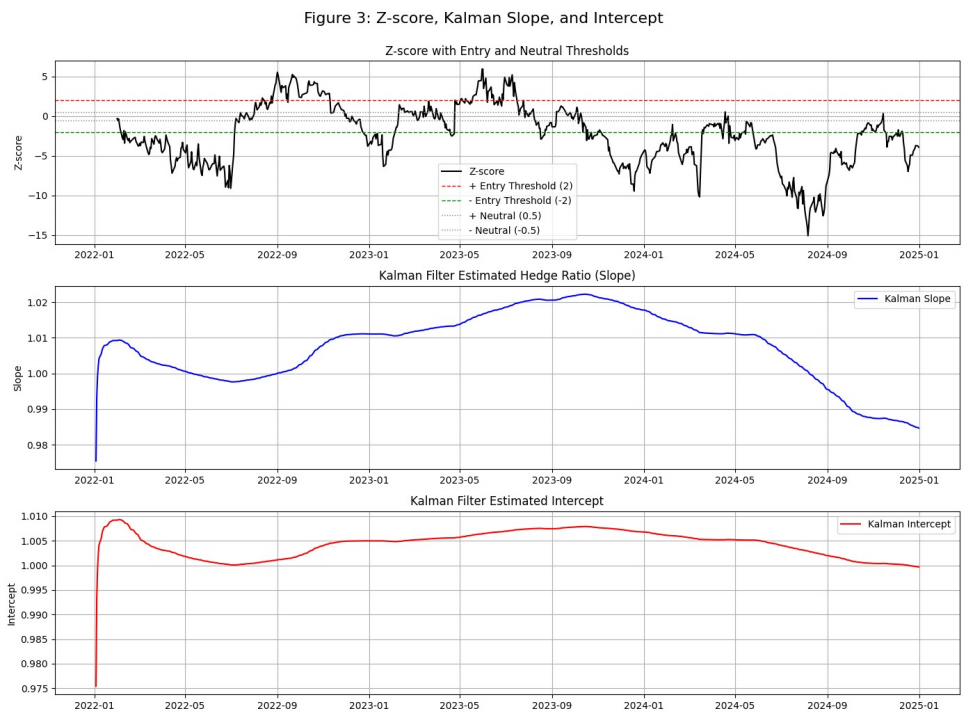 Figure 3: Z-score, Kalman Slope, and Intercept
Z-score with Entry and Neutral Thresholds
Z-score
5
0
−5
−10
−15
Z-score
+ Entry Threshold (2)
- Entry Threshold (-2)
+ Neutral (0.5)
- Neutral (-0.5)
2022-01 2022-05 2022-09 2023-01 2023-05 2023-09 2024-01 2024-05 2024-09 2025-01
Kalman Filter Estimated Hedge Ratio (Slope)
Slope
1.02
1.01
1.00
0.99
0.98
Kalman Slope
2022-01 2022-05 2022-09 2023-01 2023-05 2023-09 2024-01 2024-05 2024-09 2025-01
Kalman Filter Estimated Intercept
Intercept
1.010
1.005
1.000
0.995
0.990
0.985
0.980
0.975
Kalman Intercept
2022-01 2022-05 2022-09 2023-01 2023-05 2023-09 2024-01 2024-05 2024-09 2025-01